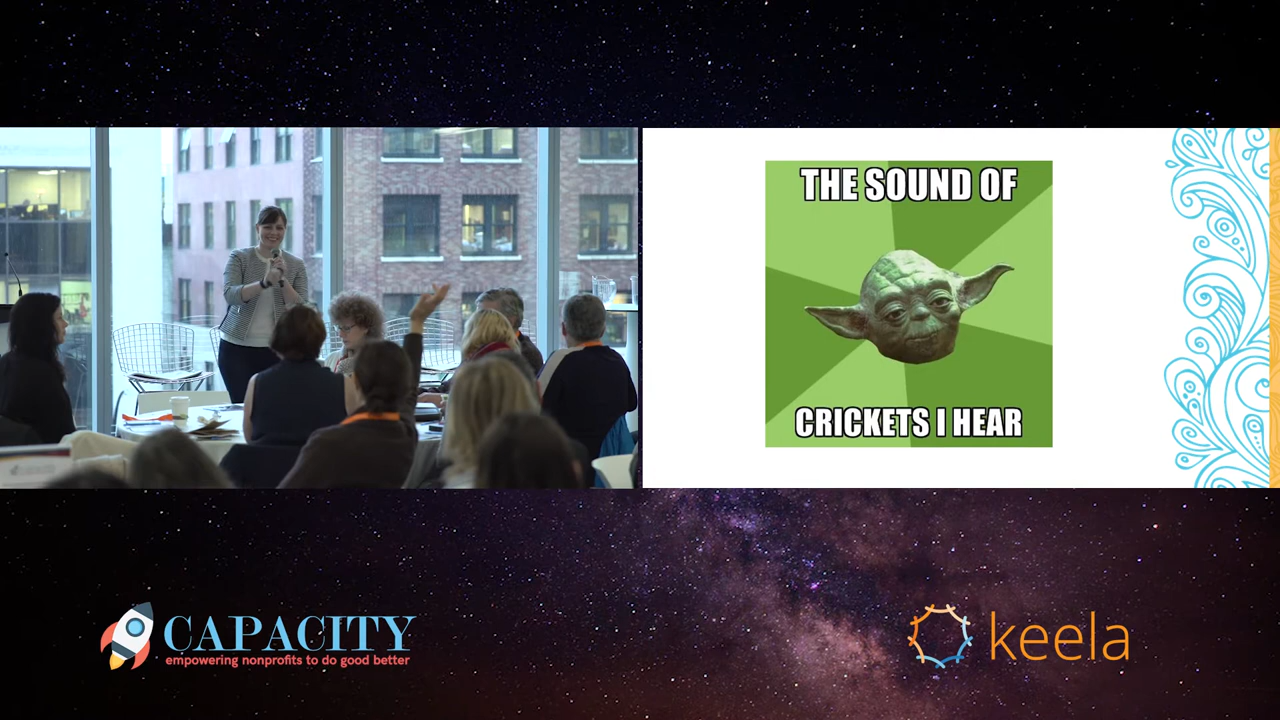 THE SOUND OF
CRICKETS I HEAR
CAPACITY
empowering nonprofits to do good better
keela